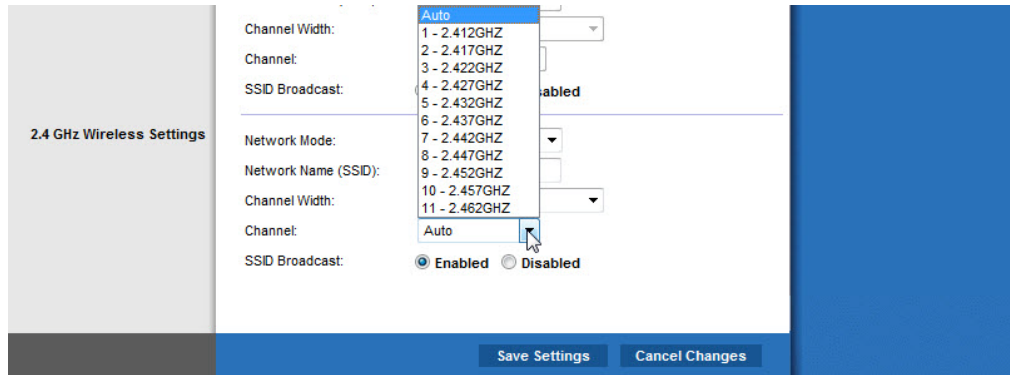 Auto
Channel Width:
1 - 2.412GHZ
2 - 2.417GHZ
Channel:
3 - 2.422GHZ
SSID Broadcast:
4 - 2.427GHZ
5 - 2.432GHZ
6 - 2.437GHZ
2.4 GHz Wireless Settings
Network Mode:
7 - 2.442GHZ
8 - 2.447GHZ
Network Name (SSID):
9 - 2.452GHZ
10 - 2.457GHZ
Channel Width:
11 - 2.462GHZ
Channel:
Auto
SSID Broadcast:
Enabled Disabled
Save Settings Cancel Changes